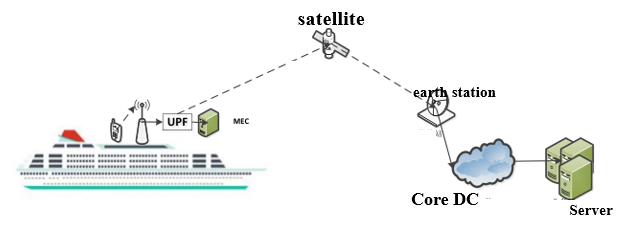 satellite
earth station
UPF
MEC
Core DC
Server